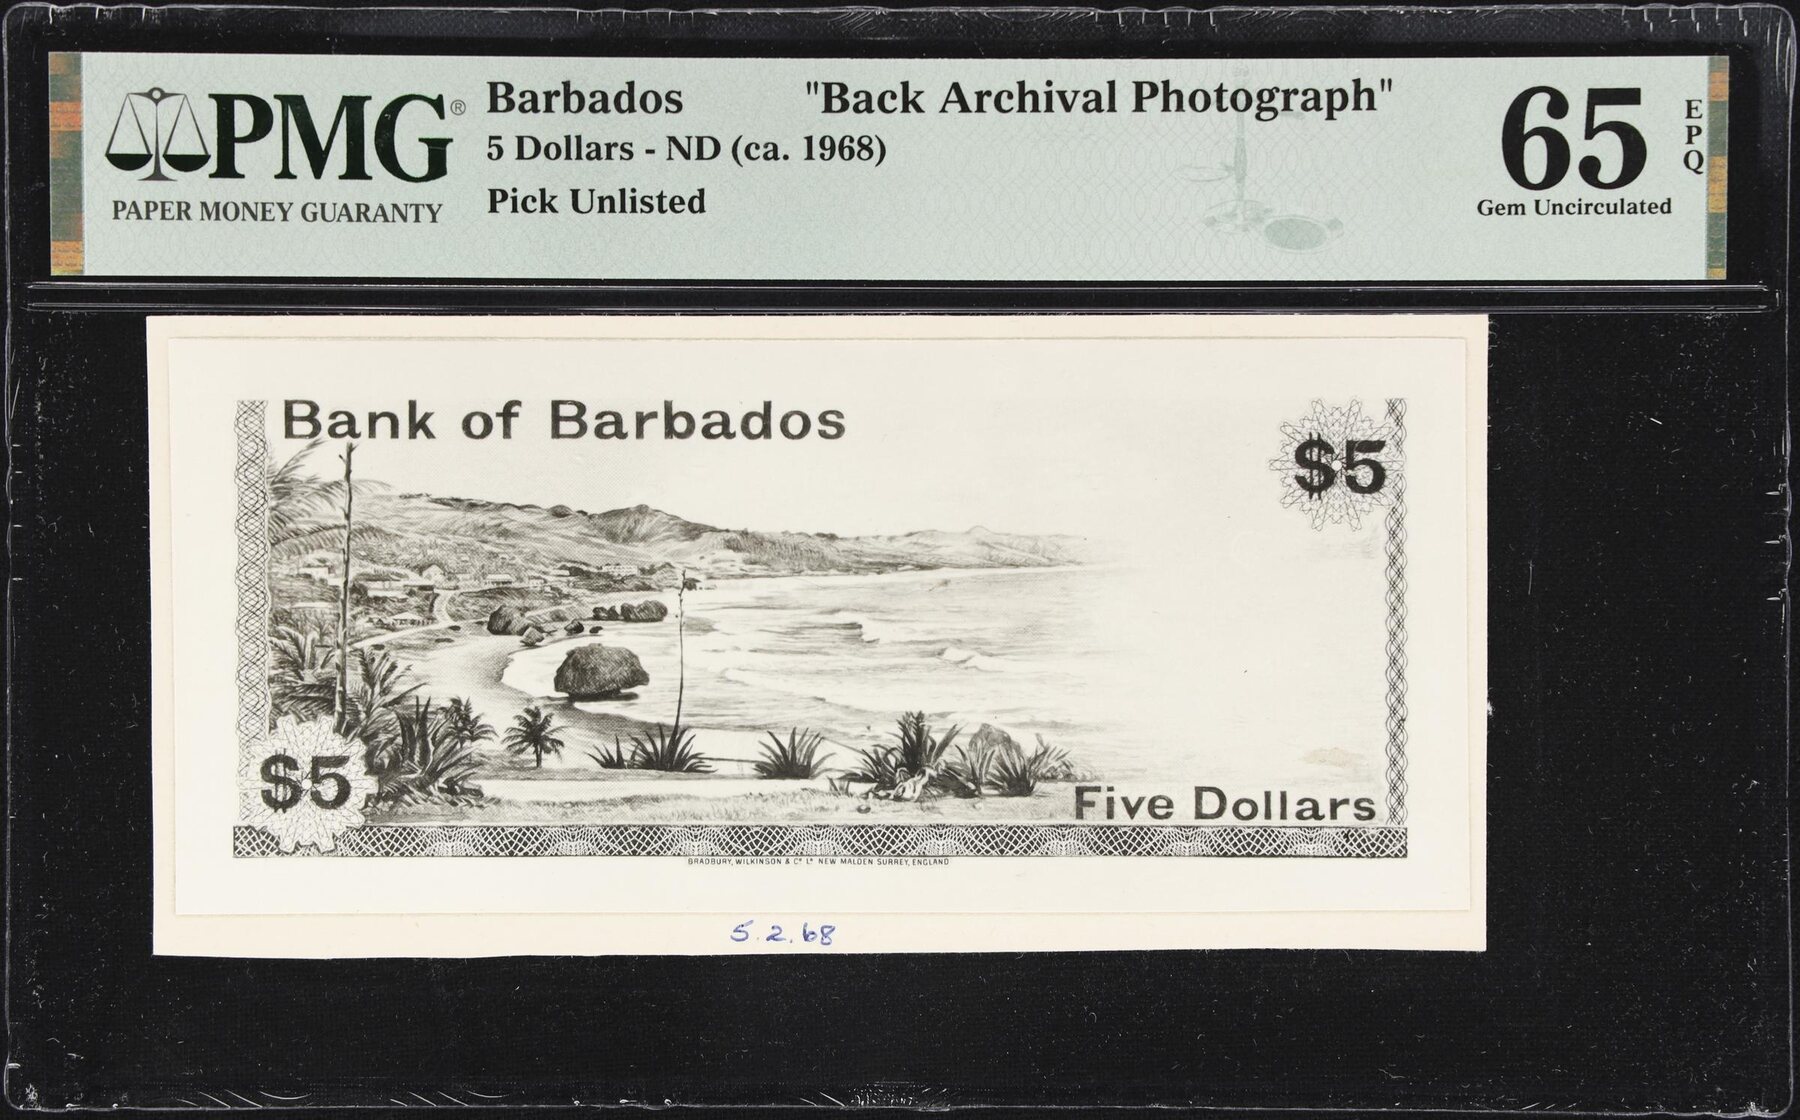 PMG®
PAPER MONEY GUARANTY
Barbados "Back Archival Photograph"
5 Dollars - ND (ca. 1968)
Pick Unlisted
65
EPQ
Gem Uncirculated
Bank of Barbados
$5
$5
Five Dollars
BRADBURY, WILKINSON & Co Ld NEW MALDEN SURREY, ENGLAND
5.2.68